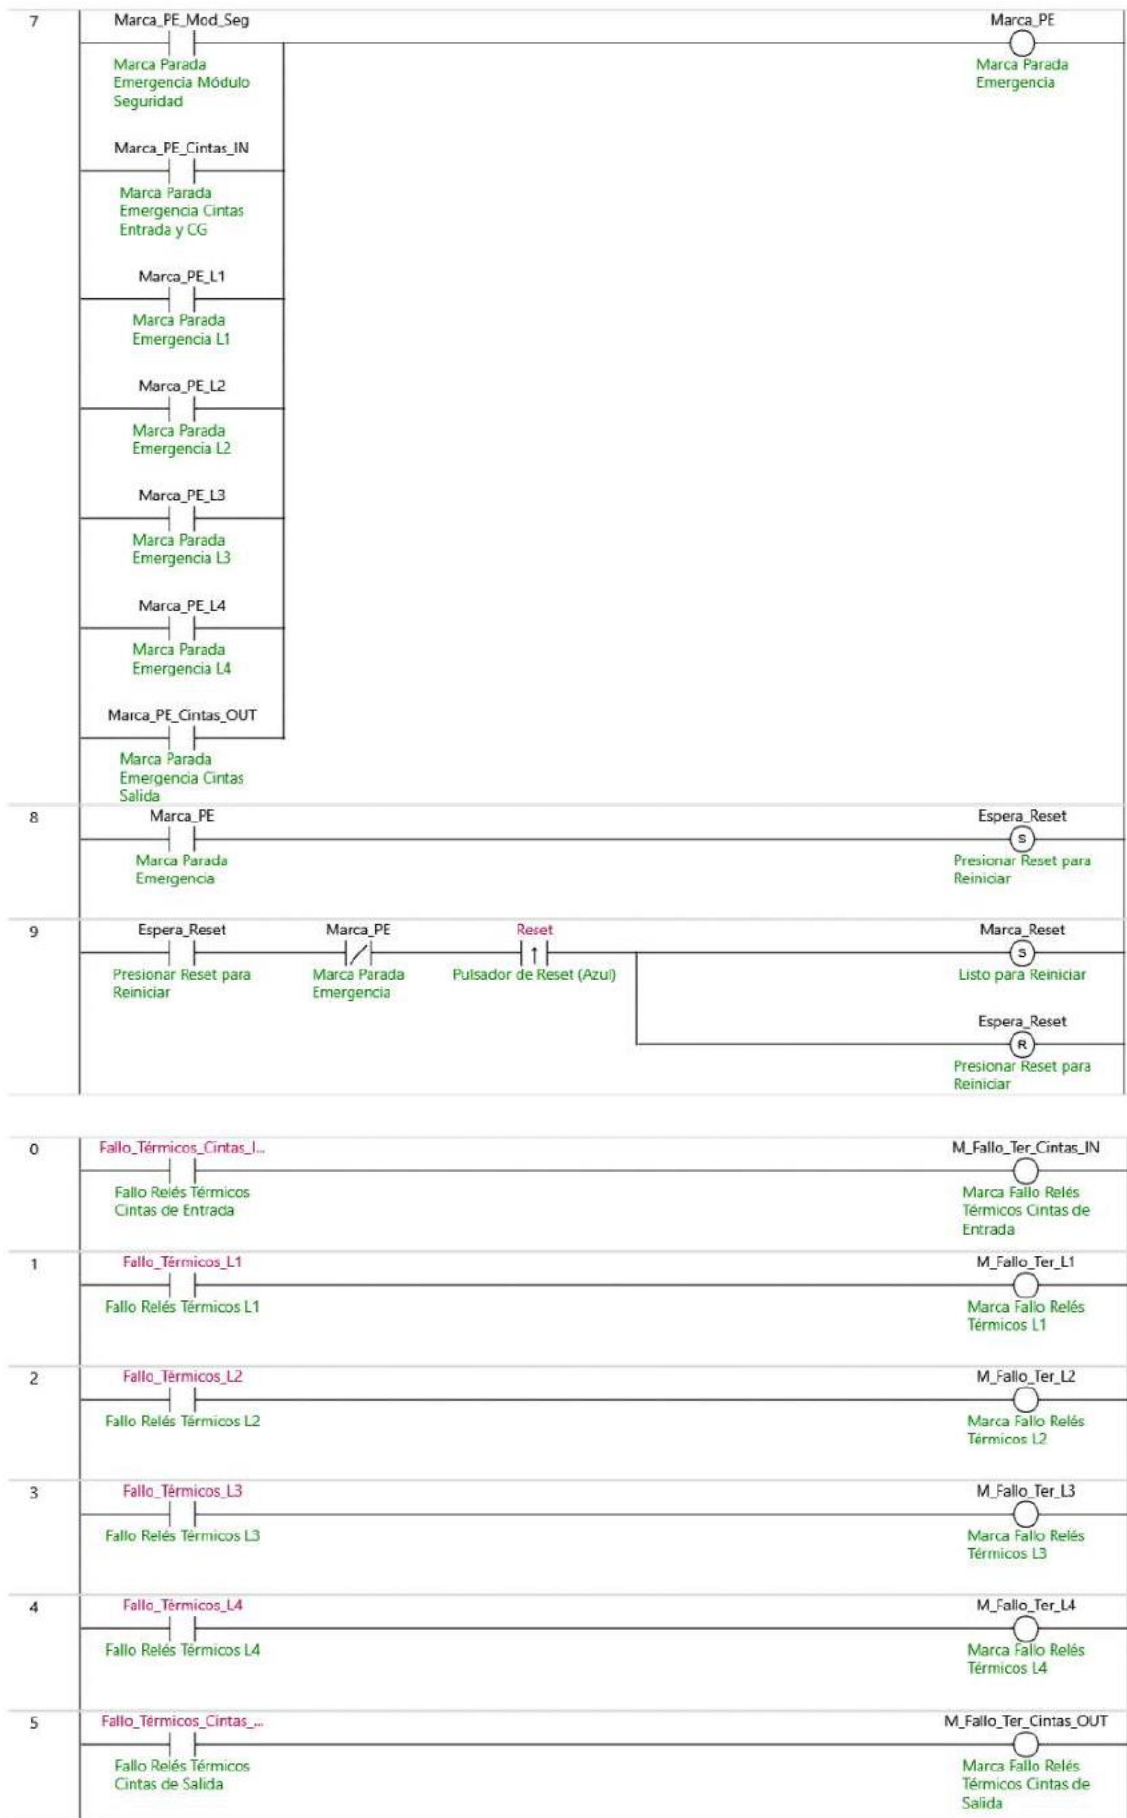 7
Marca_PE_Mod_Seg
Marca_PE
Marca Parada
Emergencia Módulo
Seguridad
Marca Parada
Emergencia
Marca_PE_Cintas_IN
Marca Parada
Emergencia Cintas
Entrada y CG
Marca_PE_L1
Marca Parada
Emergencia L1
Marca_PE_L2
Marca Parada
Emergencia L2
Marca_PE_L3
Marca Parada
Emergencia L3
Marca_PE_L4
Marca Parada
Emergencia L4
Marca_PE_Cintas_OUT
Marca Parada
Emergencia Cintas
Salida
8
Marca_PE
Espera_Reset
S
Marca Parada
Emergencia
Presionar Reset para
Reiniciar
9
Espera_Reset
Marca_PE
Reset
Marca_Reset
S
Presionar Reset para
Reiniciar
Marca Parada
Emergencia
Pulsador de Reset (Azul)
Listo para Reiniciar
Espera_Reset
R
Presionar Reset para
Reiniciar
0
Fallo_Térmicos_Cintas_I...
M_Fallo_Ter_Cintas_IN
Fallo Relés Térmicos
Cintas de Entrada
Marca Fallo Relés
Térmicos Cintas de
Entrada
1
Fallo_Térmicos_L1
M_Fallo_Ter_L1
Fallo Relés Térmicos L1
Marca Fallo Relés
Térmicos L1
2
Fallo_Térmicos_L2
M_Fallo_Ter_L2
Fallo Relés Térmicos L2
Marca Fallo Relés
Térmicos L2
3
Fallo_Térmicos_L3
M_Fallo_Ter_L3
Fallo Relés Térmicos L3
Marca Fallo Relés
Térmicos L3
4
Fallo_Térmicos_L4
M_Fallo_Ter_L4
Fallo Relés Térmicos L4
Marca Fallo Relés
Térmicos L4
5
Fallo_Térmicos_Cintas_...
M_Fallo_Ter_Cintas_OUT
Fallo Relés Térmicos
Cintas de Salida
Marca Fallo Relés
Térmicos Cintas de
Salida